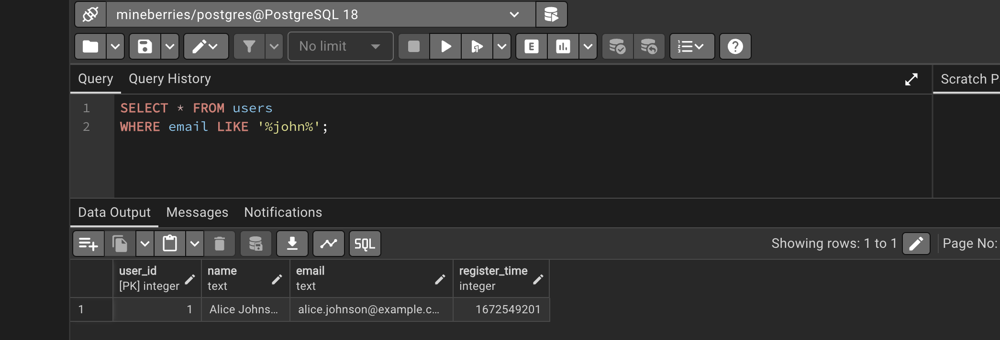 mineberries/postgres@PostgreSQL 18
No limit
E
Query Query History
Scratch P
1 SELECT * FROM users
2 WHERE email LIKE '%john%';
Data Output Messages Notifications
SQL
Showing rows: 1 to 1
Page No:
user_id name email register_time
[PK] integer text text integer
1 1 Alice Johns... alice.johnson@example.c... 1672549201